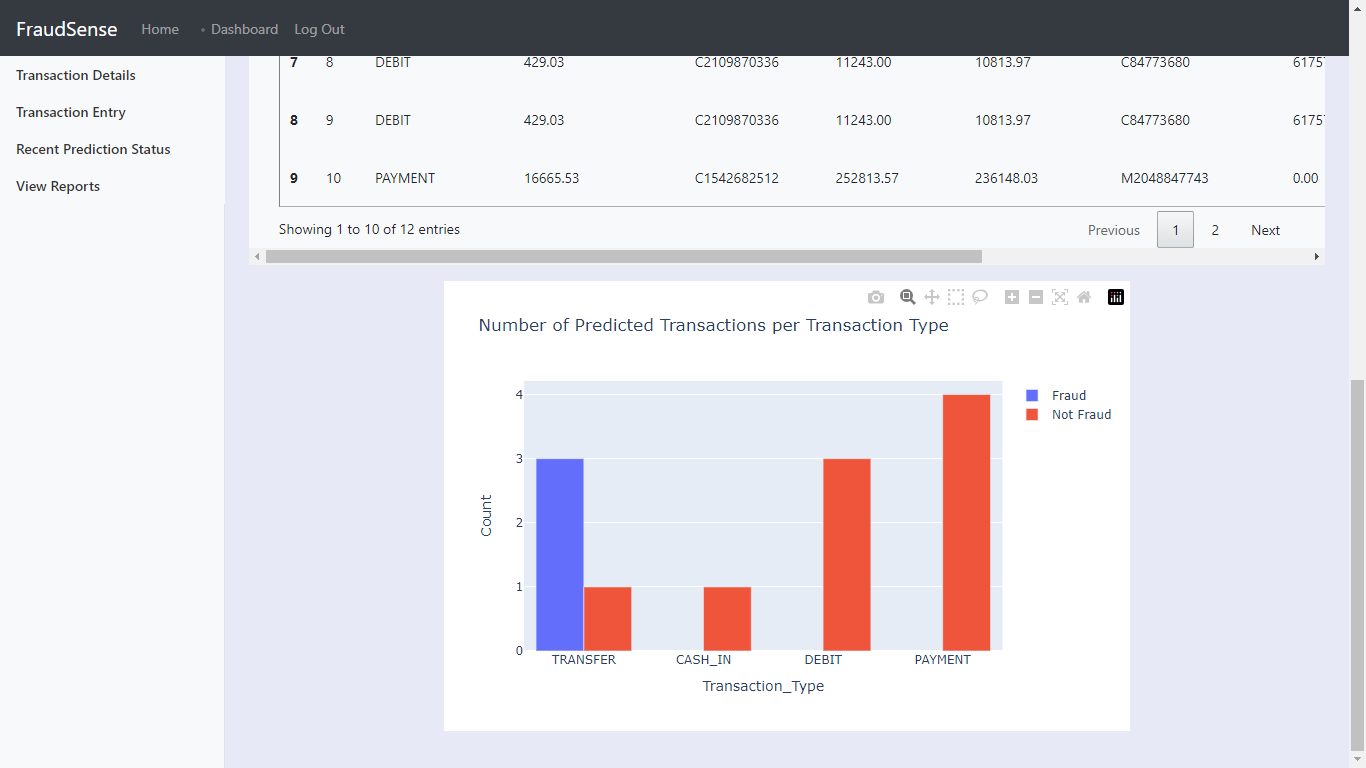 FraudSense Home • Dashboard Log Out
Transaction Details
Transaction Entry
Recent Prediction Status
View Reports
7 8 DEBIT 429.03 C2109870336 11243.00 10813.97 C84773680
8 9 DEBIT 429.03 C2109870336 11243.00 10813.97 C84773680
9 10 PAYMENT 16665.53 C1542682512 252813.57 236148.03 M2048847743 0.00
Showing 1 to 10 of 12 entries
Previous 1 2 Next
Number of Predicted Transactions per Transaction Type
Fraud
Not Fraud
4
3
2
1
0
Count
TRANSFER CASH_IN DEBIT PAYMENT
Transaction_Type